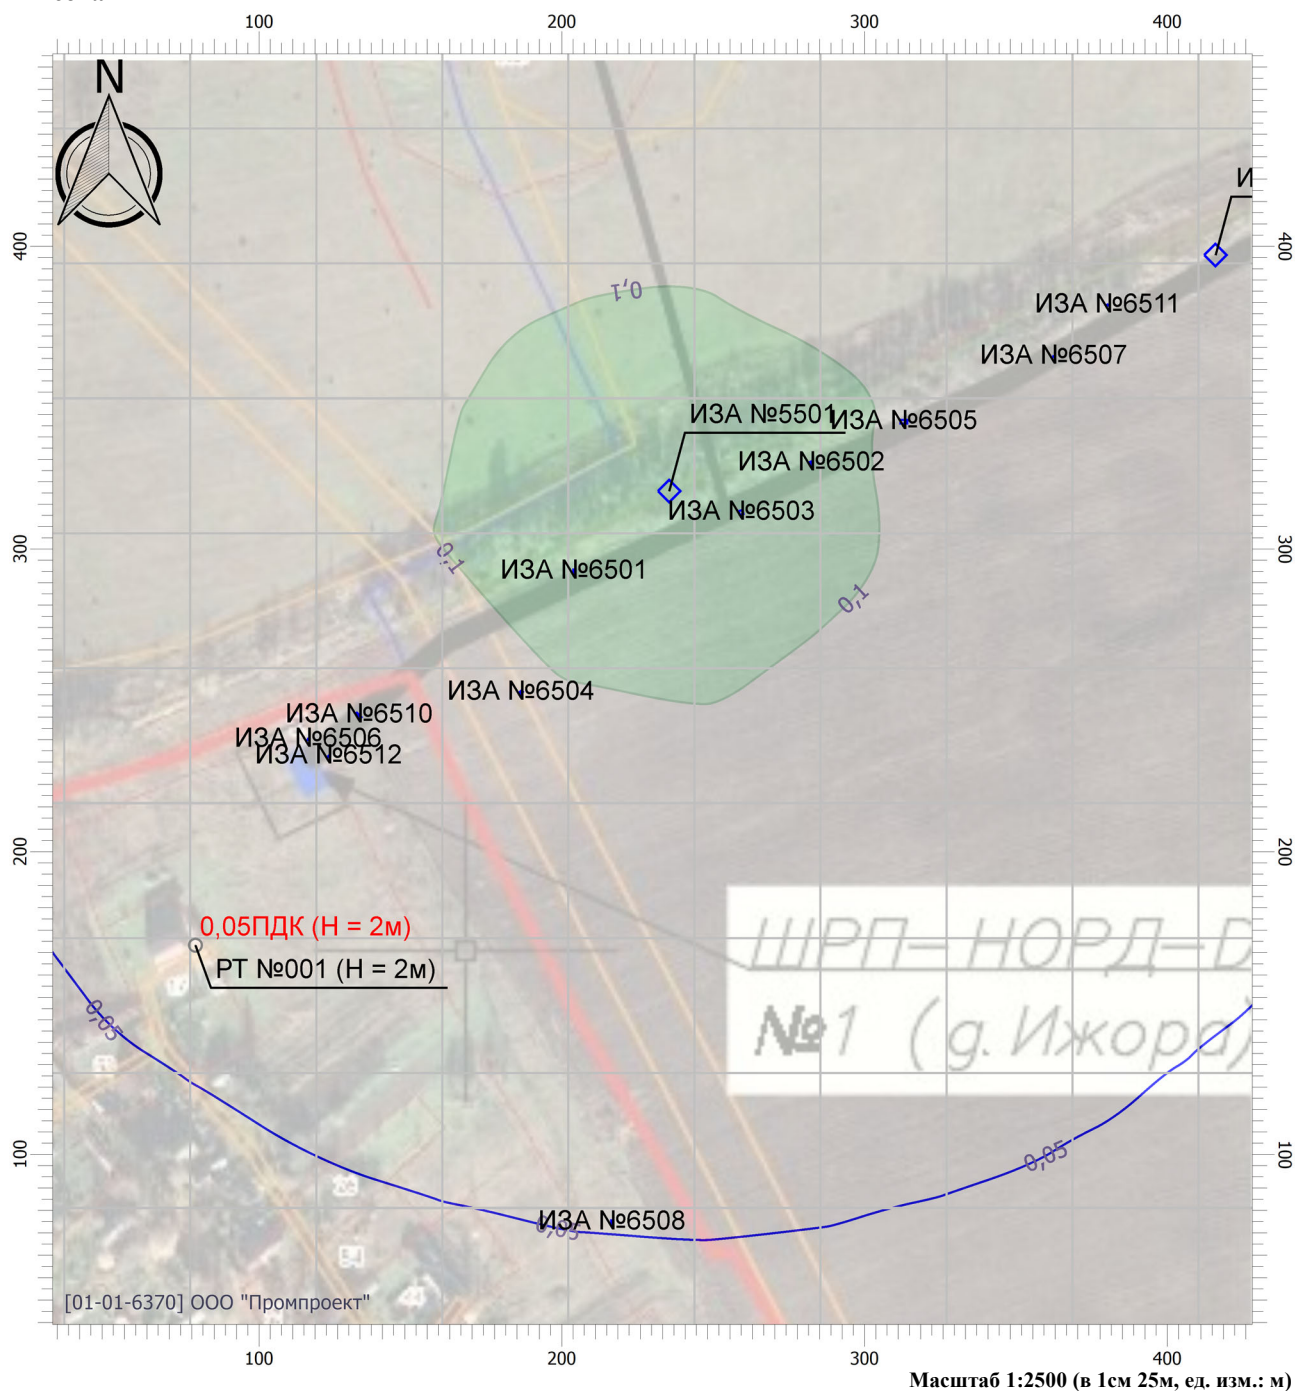 100 200 300 400
N
И
400 400
0,1
ИЗА №6511
ИЗА №6507
ИЗА №5501
ИЗА №6505
ИЗА №6502
ИЗА №6503
300 300
0,1
ИЗА №6501
0,1
ИЗА №6504
ИЗА №6510
ИЗА №6506
ИЗА №6512
200 200
0,05ПДК (H = 2м)
ШРП-НОРД-D
РТ №001 (H = 2м)
0,05
№1 (д. Ижора)
100 100
0,05
ИЗА №6508
0,05
[01-01-6370] ООО "Промпроект"
100 200 300 400
Масштаб 1:2500 (в 1см 25м, ед. изм.: м)